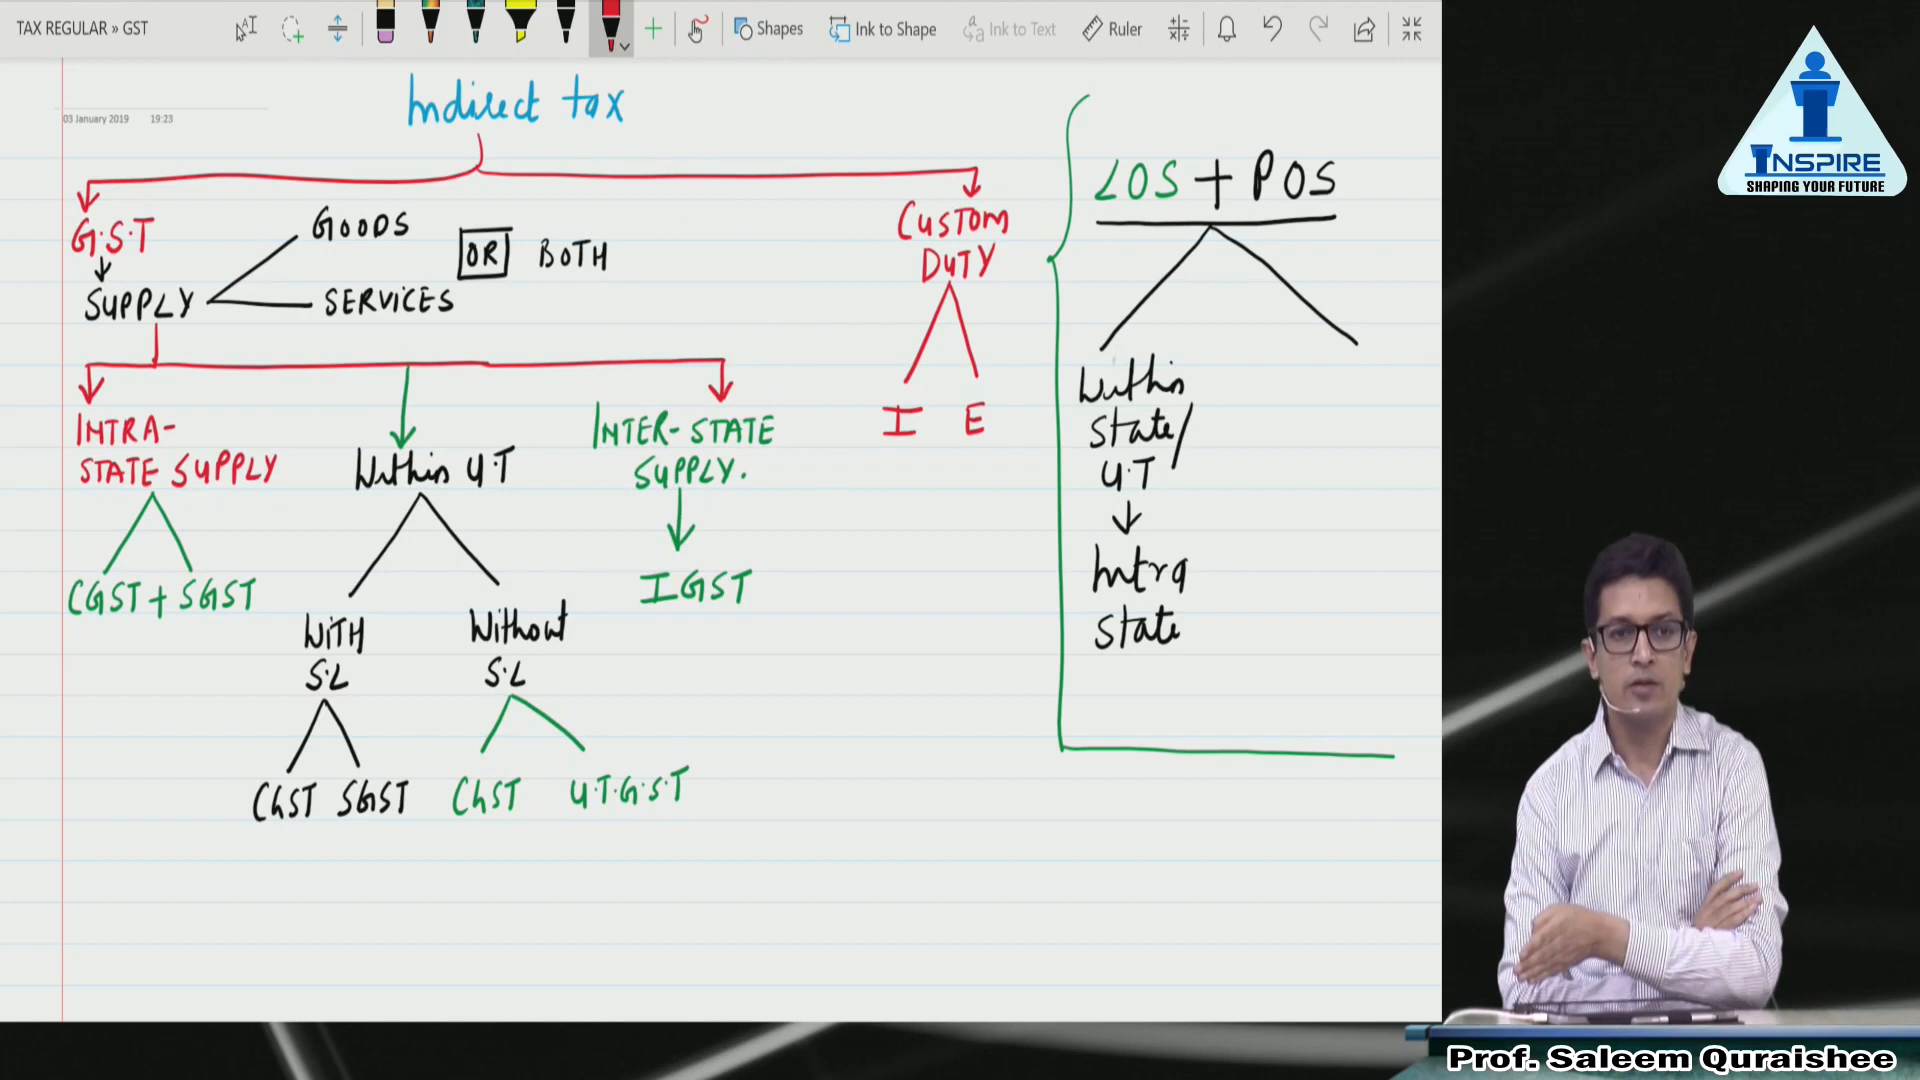 TAX REGULAR » GST
Shapes
Ink to Shape
Ink to Text
Ruler
03 January 2019 19:23
Indirect tax
G.S.T
SUPPLY
GOODS
SERVICES
OR BOTH
CUSTOM
DUTY
I E
INTRA-
STATE SUPPLY
CGST + SGST
Within U.T
WITH
S.L
CGST SGST
Without
S.L
CGST U.T.G.S.T
INTER-STATE
SUPPLY.
IGST
LOS + POS
Within
State/
U.T
Intra
State
INSPIRE
SHAPING YOUR FUTURE
Prof. Saleem Quraishee